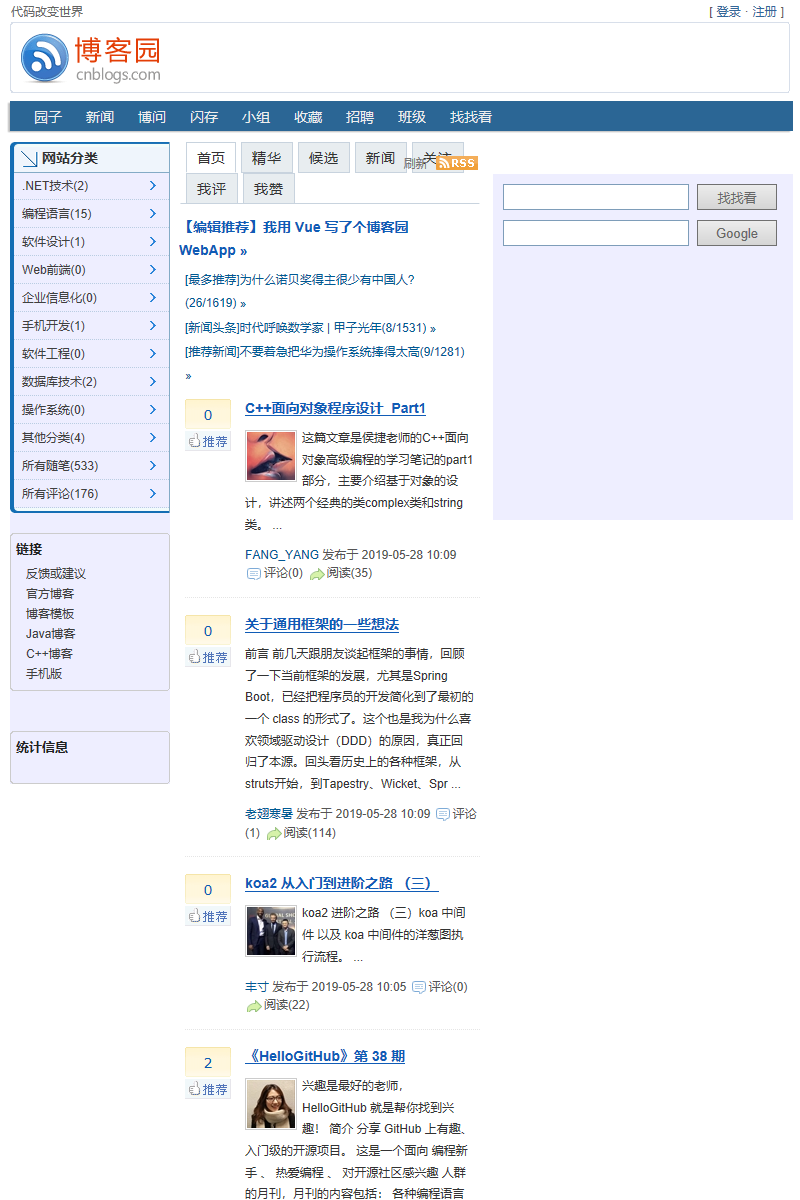 代码改变世界
[ 登录 · 注册 ]
博客园
cnblogs.com
园子 新闻 博问 闪存 小组 收藏 招聘 班级 找找看
网站分类
.NET技术(2)
编程语言(15)
软件设计(1)
Web前端(0)
企业信息化(0)
手机开发(1)
软件工程(0)
数据库技术(2)
操作系统(0)
其他分类(4)
所有随笔(533)
所有评论(176)
链接
反馈或建议
官方博客
博客模板
Java博客
C++博客
手机版
统计信息
首页 精华 候选 新闻 关注
刷新 RSS
我评 我赞
【编辑推荐】我用 Vue 写了个博客园
WebApp »
[最多推荐]为什么诺贝奖得主很少有中国人?
(26/1619) »
[新闻头条]时代呼唤数学家 | 甲子光年(8/1531) »
[推荐新闻]不要着急把华为操作系统捧得太高(9/1281)
»
0
推荐
C++面向对象程序设计_Part1
这篇文章是侯捷老师的C++面向
对象高级编程的学习笔记的part1
部分，主要介绍基于对象的设
计，讲述两个经典的类complex类和string
类。 ...
FANG_YANG 发布于 2019-05-28 10:09
评论(0) 阅读(35)
0
推荐
关于通用框架的一些想法
前言 前几天跟朋友谈起框架的事情，回顾
了一下当前框架的发展，尤其是Spring
Boot，已经把程序员的开发简化到了最初的
一个 class 的形式了。这个也是我为什么喜
欢领域驱动设计（DDD）的原因，真正回
归了本源。回头看历史上的各种框架，从
struts开始，到Tapestry、Wicket、Spr ...
老翅寒暑 发布于 2019-05-28 10:09 评论
(1) 阅读(114)
0
推荐
koa2 从入门到进阶之路 （三）
koa2 进阶之路 （三）koa 中间
件 以及 koa 中间件的洋葱图执
行流程。 ...
丰寸 发布于 2019-05-28 10:05 评论(0)
阅读(22)
2
推荐
《HelloGitHub》第 38 期
兴趣是最好的老师，
HelloGitHub 就是帮你找到兴
趣！ 简介 分享 GitHub 上有趣、
入门级的开源项目。 这是一个面向 编程新
手 、 热爱编程 、 对开源社区感兴趣 人群
的月刊，月刊的内容包括： 各种编程语言
找找看
Google